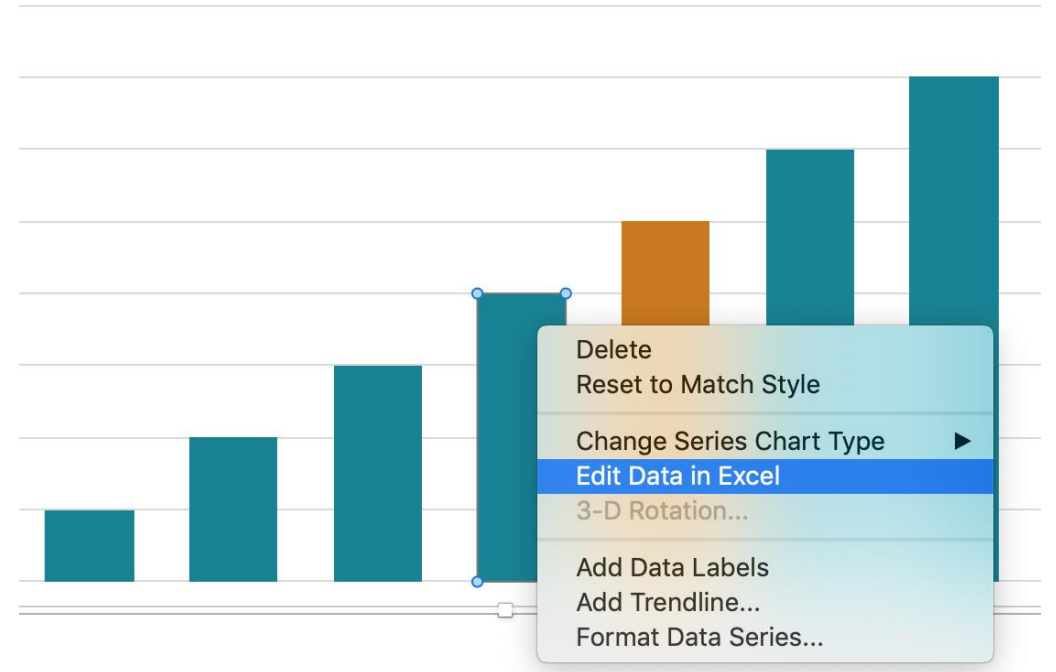 Delete
Reset to Match Style
Change Series Chart Type
Edit Data in Excel
3-D Rotation...
Add Data Labels
Add Trendline...
Format Data Series...